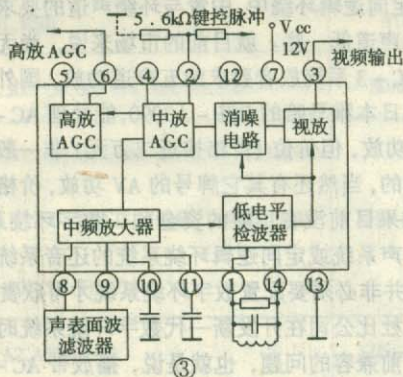 5.6kΩ键控脉冲
高放AGC
Vcc
12V
视频输出
⑤ ⑥ ④ ② ⑫ ⑦ ③
高放
AGC
中放
AGC
消噪
电路
视放
中频放大器
低电平
检波器
⑧ ⑨ ⑩ ⑪ ① ⑭ ⑬
声表面波
滤波器
③